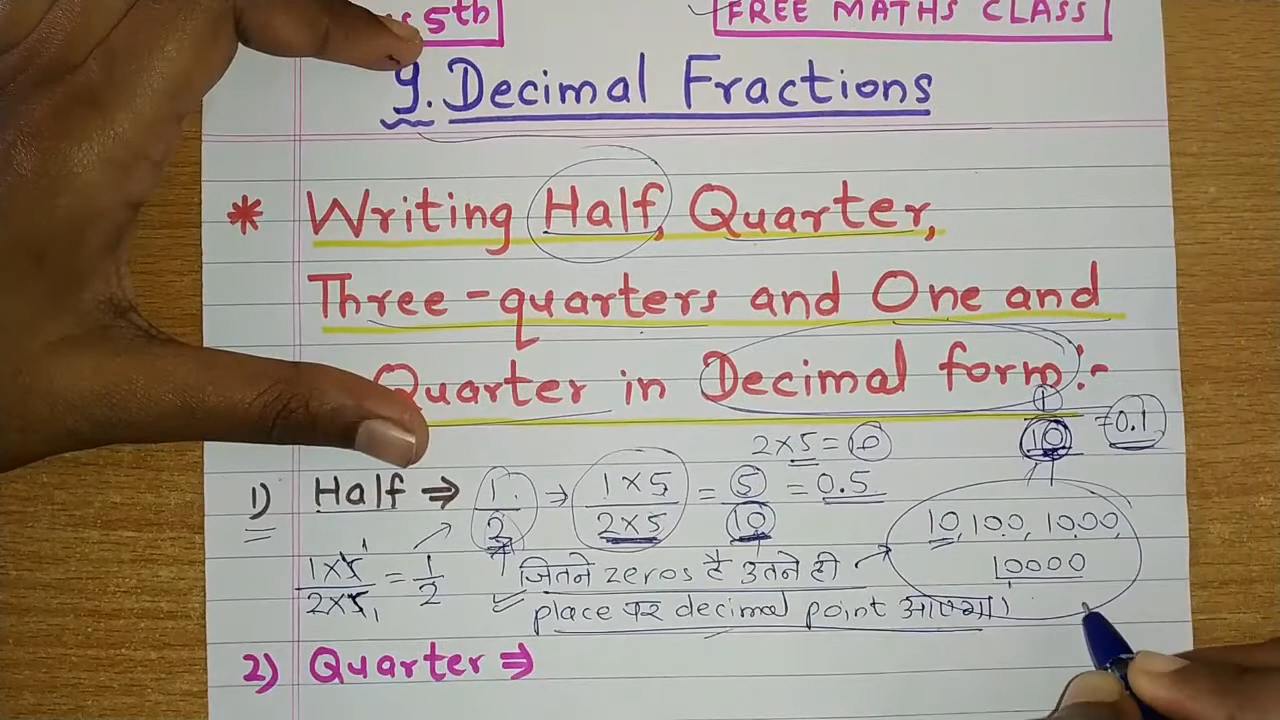 5th
FREE MATHS CLASS
9. Decimal Fractions
* Writing Half, Quarter,
Three-quarters and One and
Quarter in Decimal form:-
2×5=10
1/10 =0.1
1) Half ⇒ 1/2 ⇒ 1×5/2×5 = 5/10 = 0.5
10,100,1000,
10000
1×5/2×5 = 1/2
जितने zeros है उतने ही
place पर decimal point आएगा।
2) Quarter ⇒